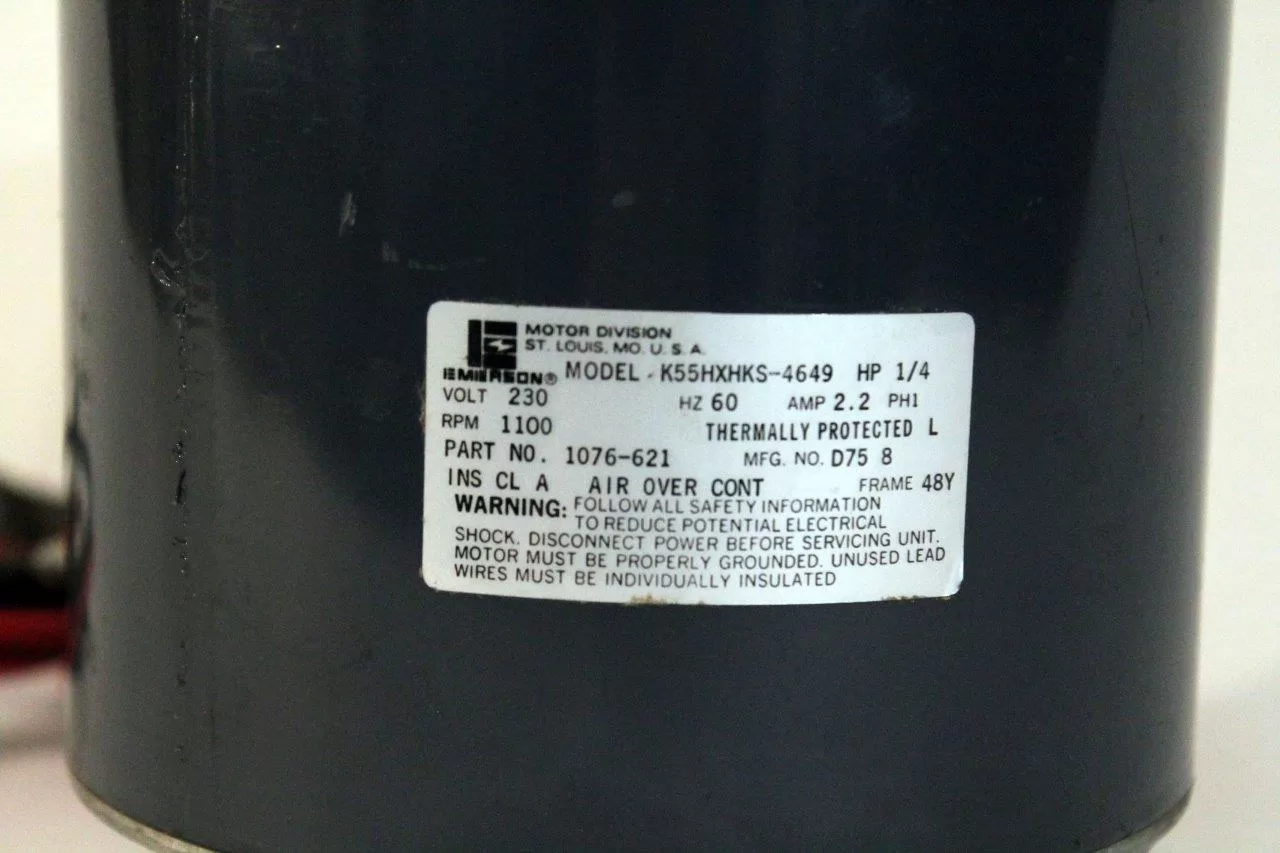 MOTOR DIVISION
ST. LOUIS, MO. U. S. A.
EMERSON® MODEL - K55HXHKS-4649 HP 1/4
VOLT 230 HZ 60 AMP 2.2 PH1
RPM 1100 THERMALLY PROTECTED L
PART NO. 1076-621 MFG. NO. D75 8
INS CL A AIR OVER CONT FRAME 48Y
WARNING: FOLLOW ALL SAFETY INFORMATION
TO REDUCE POTENTIAL ELECTRICAL
SHOCK. DISCONNECT POWER BEFORE SERVICING UNIT.
MOTOR MUST BE PROPERLY GROUNDED. UNUSED LEAD
WIRES MUST BE INDIVIDUALLY INSULATED